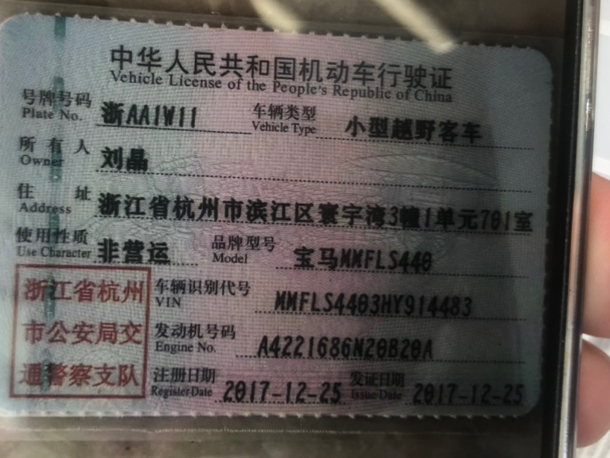 中华人民共和国机动车行驶证
Vehicle License of the People's Republic of China
号牌号码 浙AA1W11 车辆类型 小型越野客车
Plate No. Vehicle Type
所有人 刘晶
Owner
住址 浙江省杭州市滨江区寰宇湾3幢1单元701室
Address
使用性质 非营运 品牌型号 宝马MMFLS440
Use Character Model
浙江省杭州
市公安局交
通警察支队
车辆识别代号 MMFLS4403HY914483
VIN
发动机号码 A4221686N20B20A
Engine No.
注册日期 2017-12-25 发证日期 2017-12-25
Register Date Issue Date